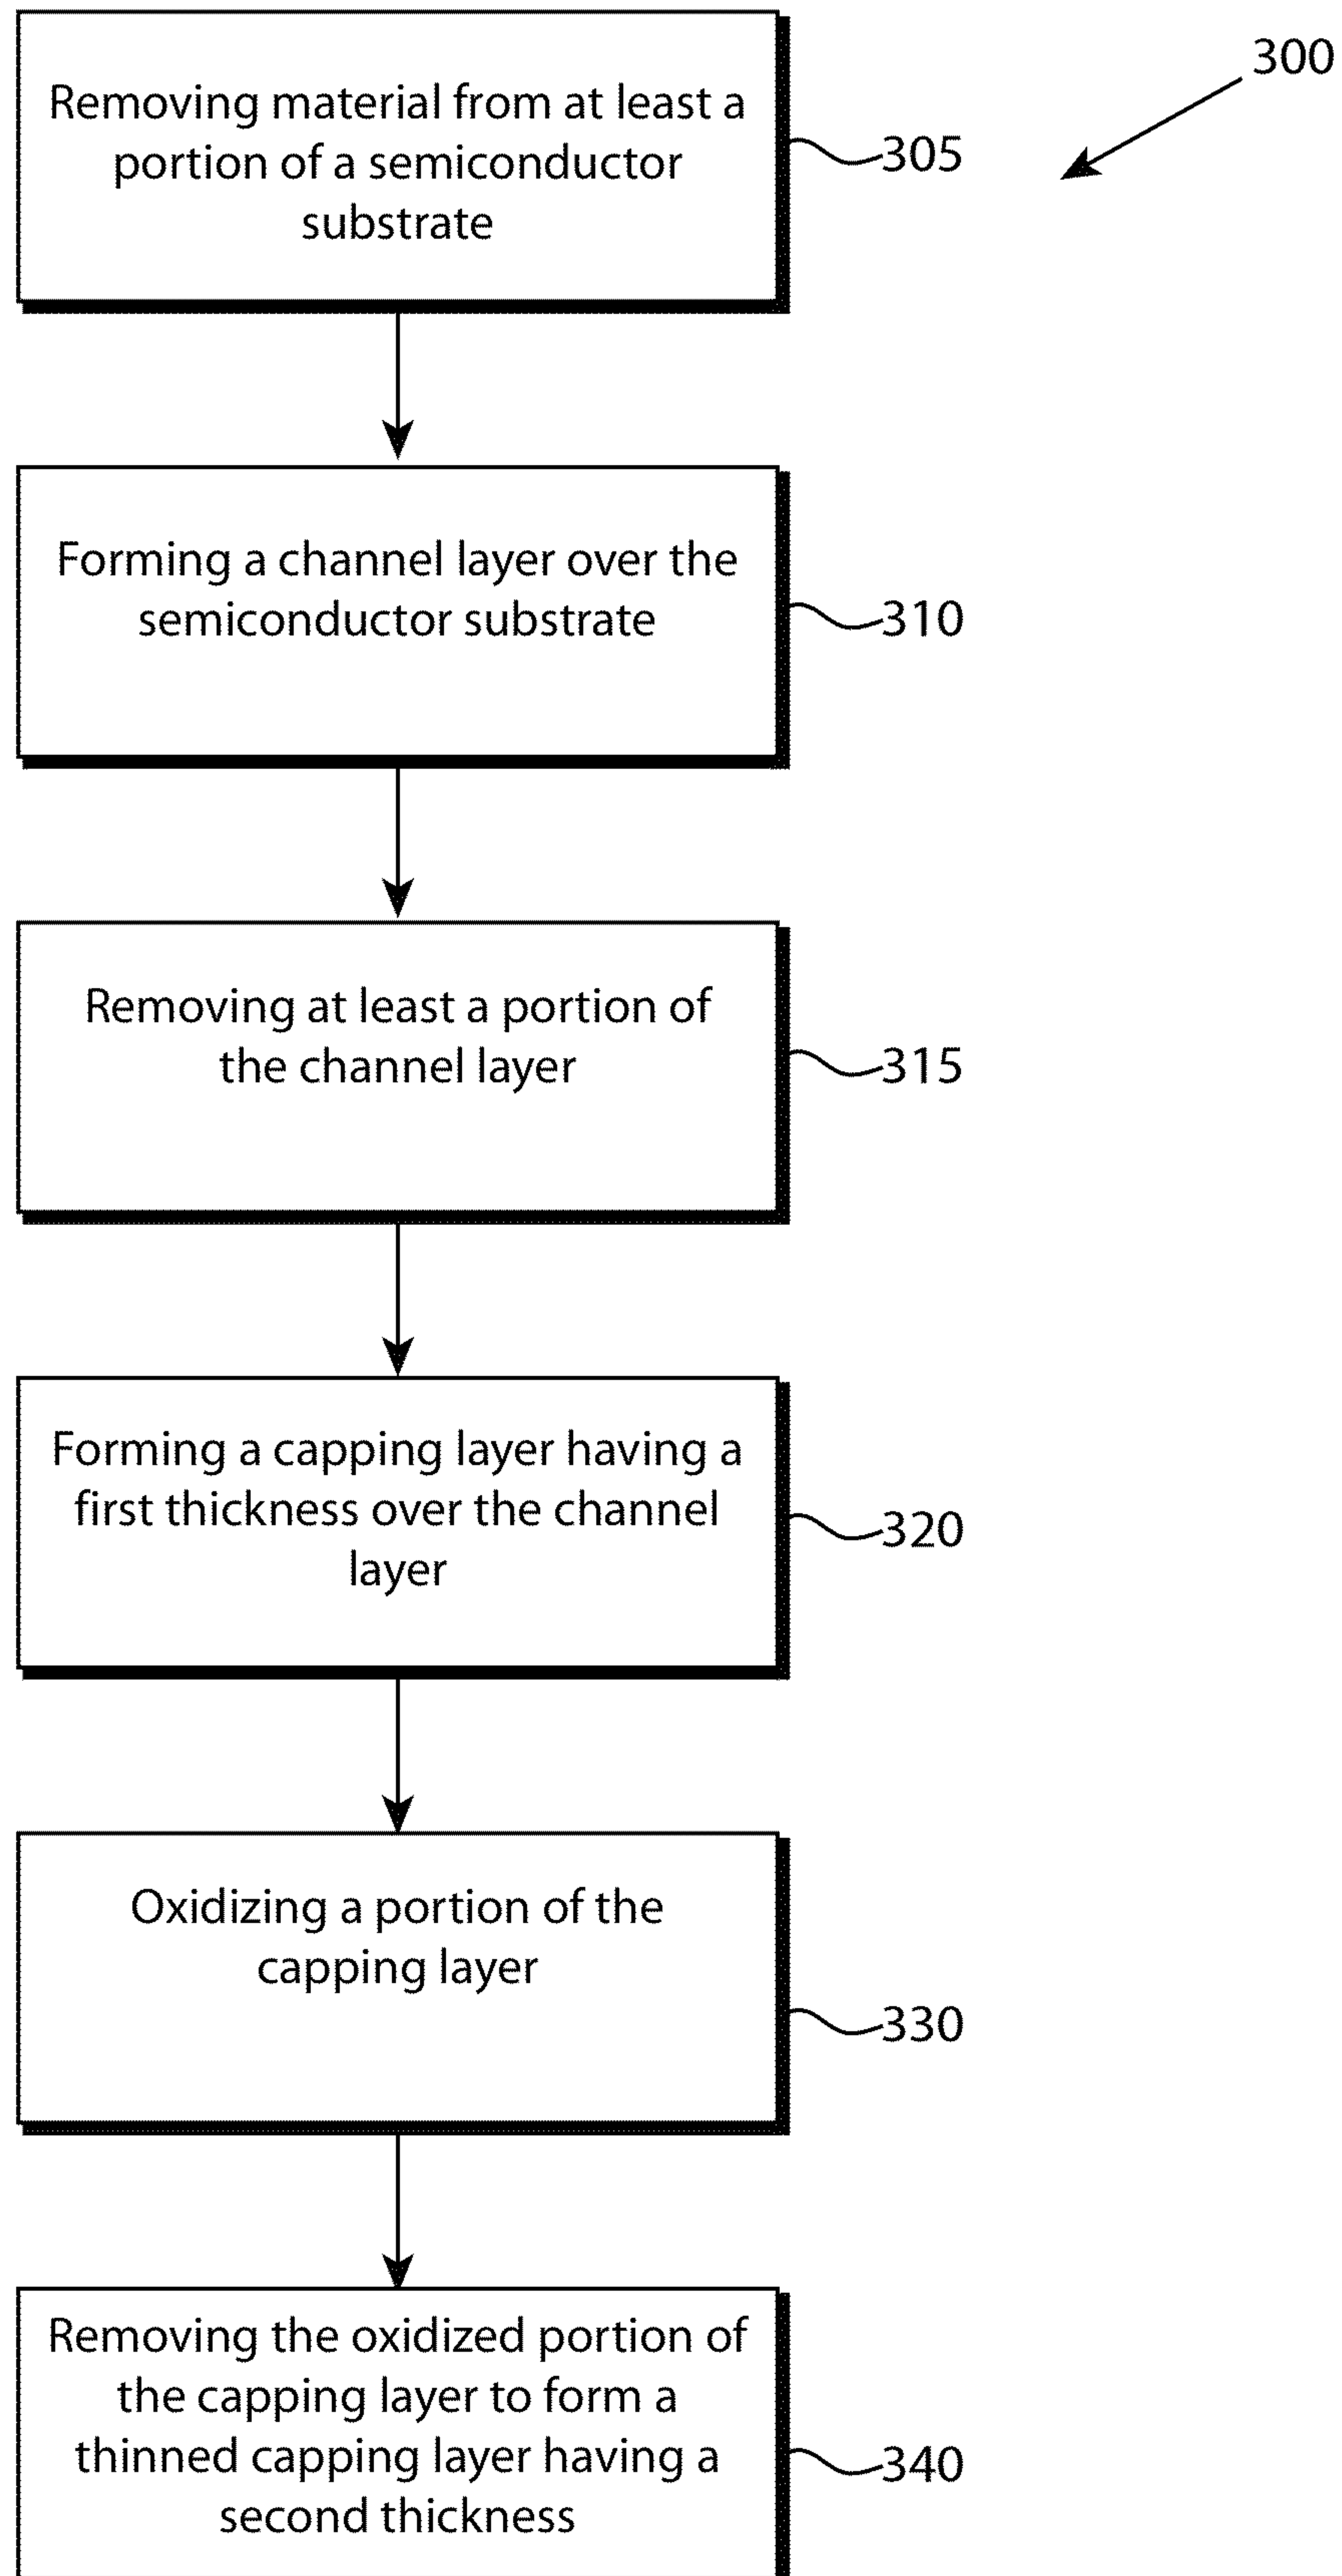 300
Removing material from at least a
portion of a semiconductor
substrate
305
Forming a channel layer over the
semiconductor substrate
310
Removing at least a portion of
the channel layer
315
Forming a capping layer having a
first thickness over the channel
layer
320
Oxidizing a portion of the
capping layer
330
Removing the oxidized portion of
the capping layer to form a
thinned capping layer having a
second thickness
340